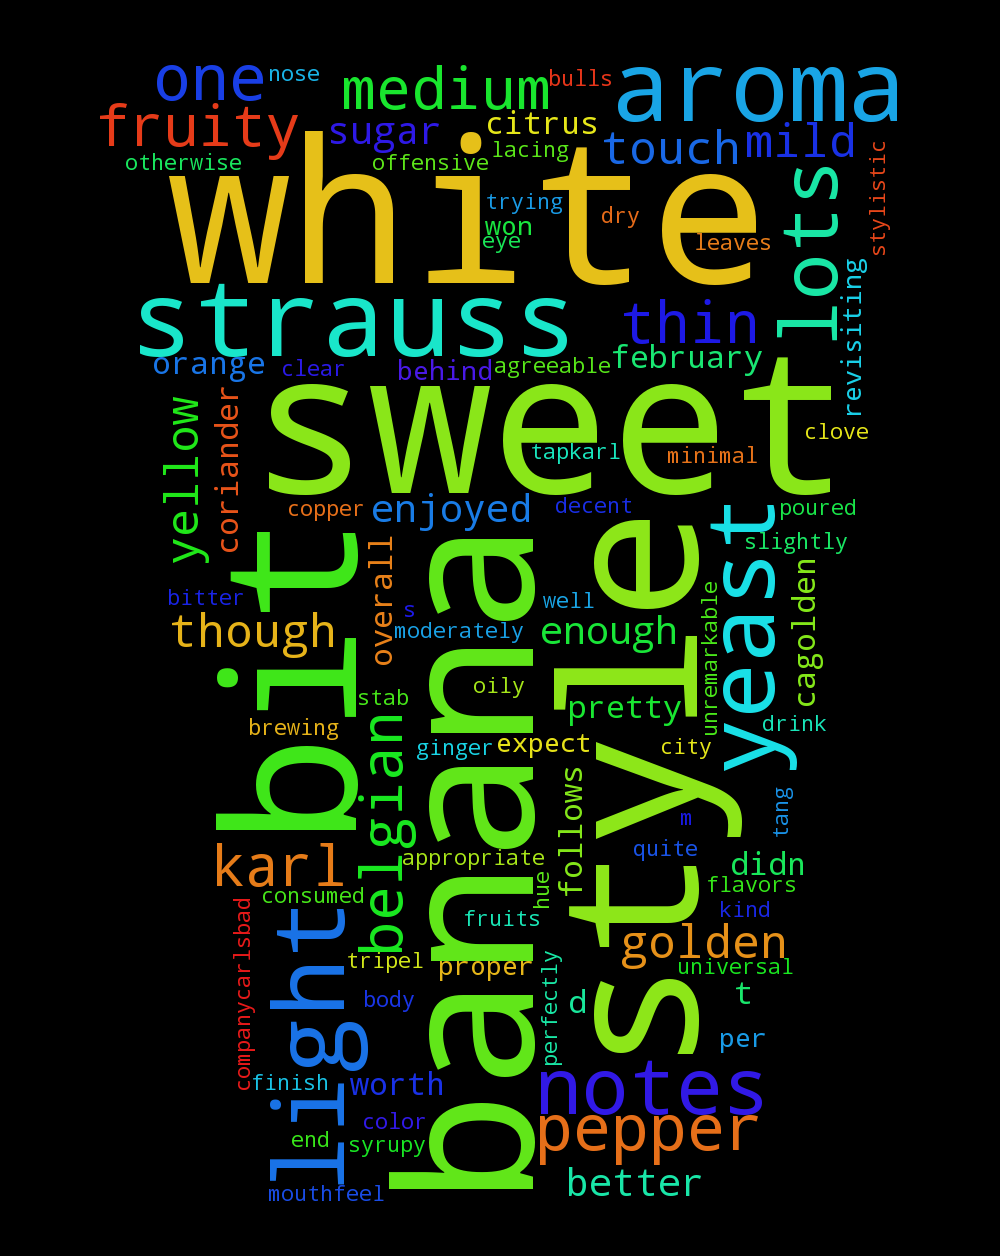 one
nose
medium
bulls
aroma
fruity
sugar
citrus
touch
mild
otherwise
offensive
lacing
white
trying
won
eye
dry
leaves
lots
stylistic
strauss
thin
revisiting
orange
clear
behind
agreeable
february
sweet
yellow
coriander
tapkarl
minimal
clove
copper
enjoyed
decent
poured
slightly
bit
overall
banana
style
yeast
cagolden
bitter
s
well
though
moderately
enough
unremarkable
stab
oily
pretty
drink
brewing
belgian
ginger
expect
city
follows
m
tang
karl
appropriate
quite
didn
consumed
hue
flavors
kind
companycarlsbad
light
fruits
golden
tripel
proper
universal
body
perfectly
d
t
per
finish
worth
notes
color
pepper
end
syrupy
mouthfeel
better